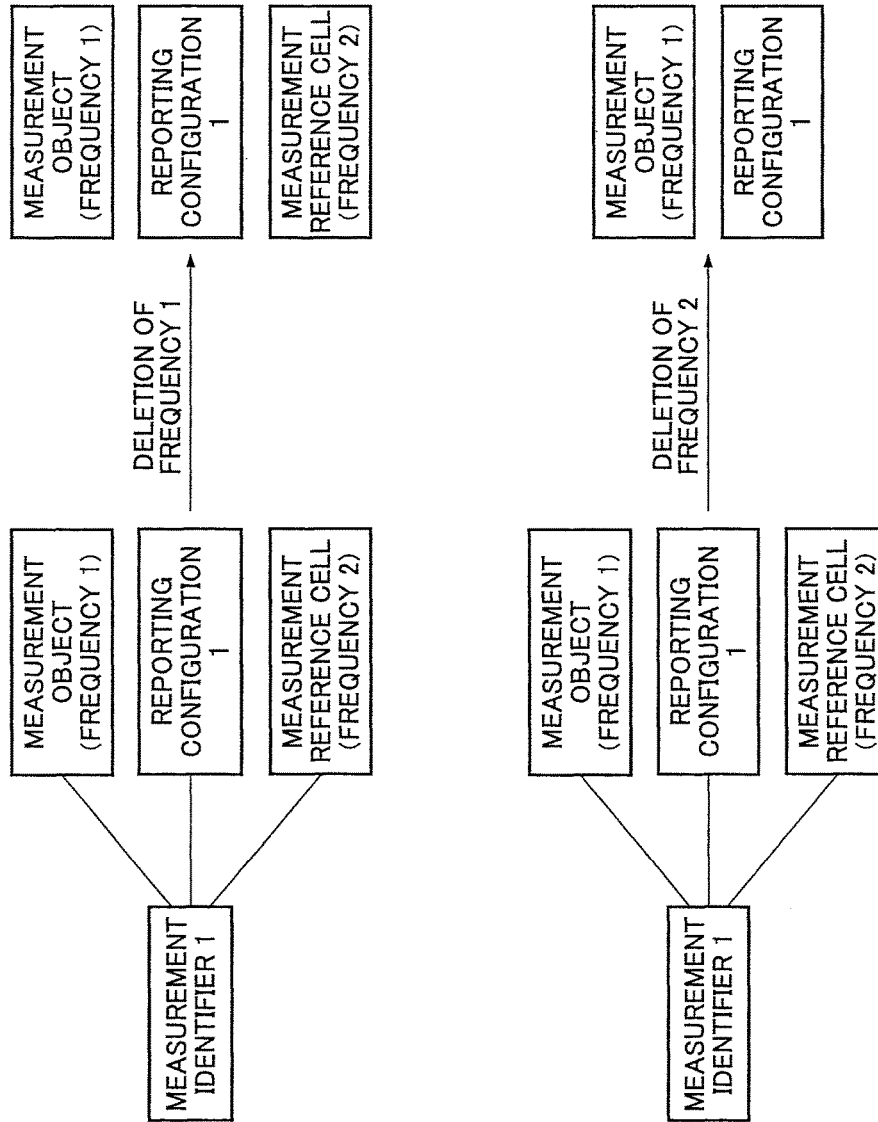 MEASUREMENT
IDENTIFIER 1
MEASUREMENT
OBJECT
(FREQUENCY 1)
REPORTING
CONFIGURATION
1
MEASUREMENT
REFERENCE CELL
(FREQUENCY 2)
DELETION OF
FREQUENCY 1
MEASUREMENT
OBJECT
(FREQUENCY 1)
REPORTING
CONFIGURATION
1
MEASUREMENT
REFERENCE CELL
(FREQUENCY 2)
MEASUREMENT
IDENTIFIER 1
MEASUREMENT
OBJECT
(FREQUENCY 1)
REPORTING
CONFIGURATION
1
MEASUREMENT
REFERENCE CELL
(FREQUENCY 2)
DELETION OF
FREQUENCY 2
MEASUREMENT
OBJECT
(FREQUENCY 1)
REPORTING
CONFIGURATION
1